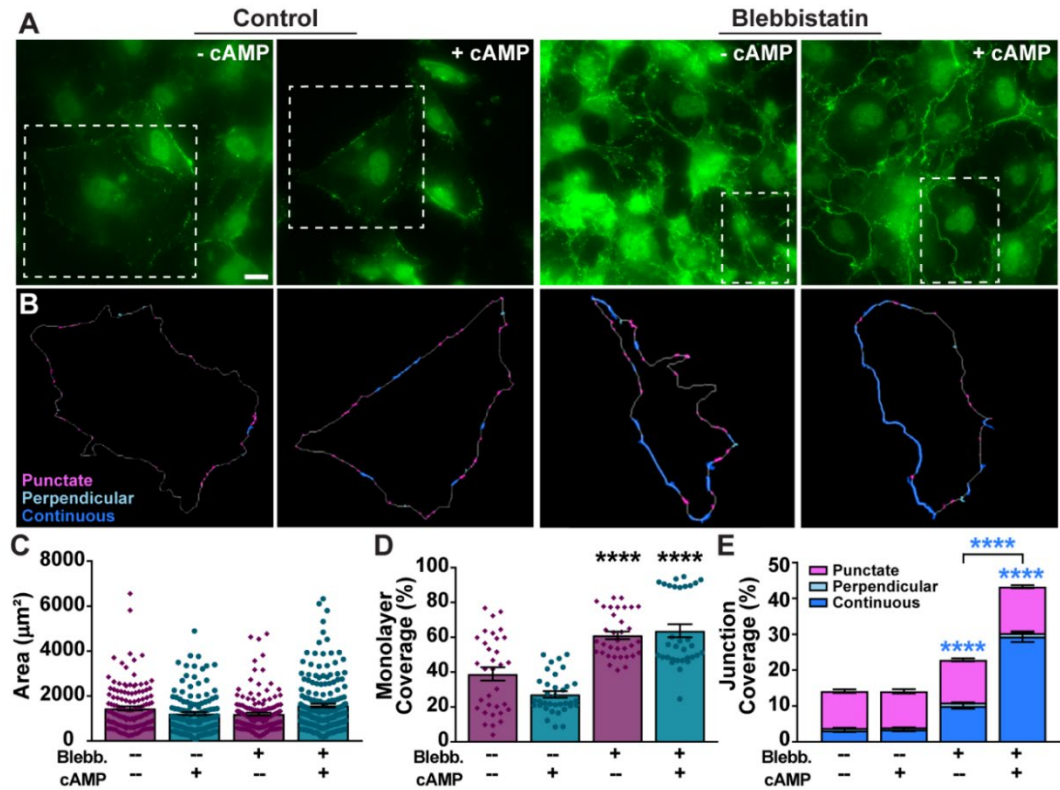 A
Control
Blebbistatin
- cAMP
+ cAMP
- cAMP
+ cAMP
B
Punctate
Perpendicular
Continuous
C
Area (µm²)
8000
6000
4000
2000
0
Blebb. -- -- + +
cAMP -- + -- +
D
Monolayer
Coverage (%)
100
80
60
40
20
0
**** ****
-- -- + +
-- + -- +
E
Junction
Coverage (%)
50
40
30
20
10
0
Punctate
Perpendicular
Continuous
****
****
****
Blebb. -- -- + +
cAMP -- + -- +